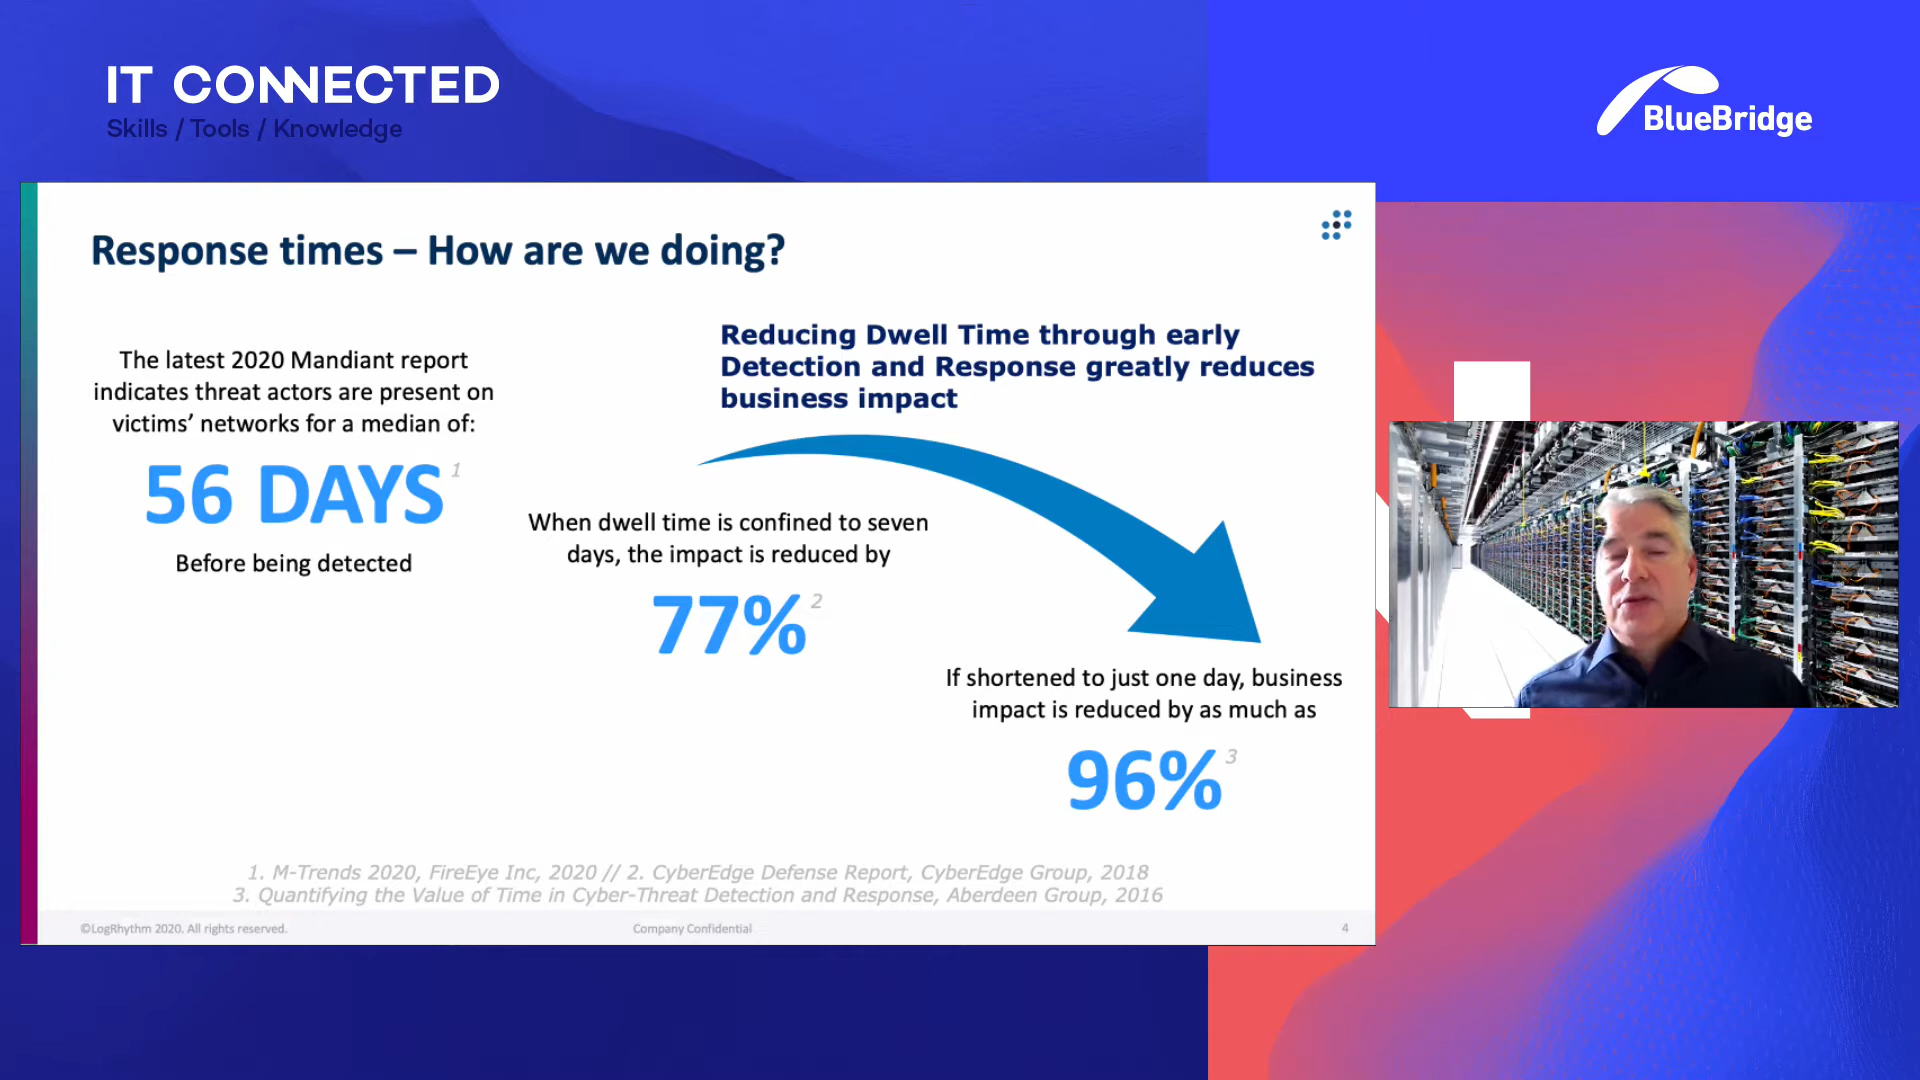 IT CONNECTED
Skills / Tools / Knowledge
BlueBridge
Response times – How are we doing?
The latest 2020 Mandiant report
indicates threat actors are present on
victims’ networks for a median of:
56 DAYS 1
Before being detected
Reducing Dwell Time through early
Detection and Response greatly reduces
business impact
When dwell time is confined to seven
days, the impact is reduced by
77% 2
If shortened to just one day, business
impact is reduced by as much as
96% 3
1. M-Trends 2020, FireEye Inc, 2020 // 2. CyberEdge Defense Report, CyberEdge Group, 2018
3. Quantifying the Value of Time in Cyber-Threat Detection and Response, Aberdeen Group, 2016
©LogRhythm 2020. All rights reserved.
Company Confidential
4